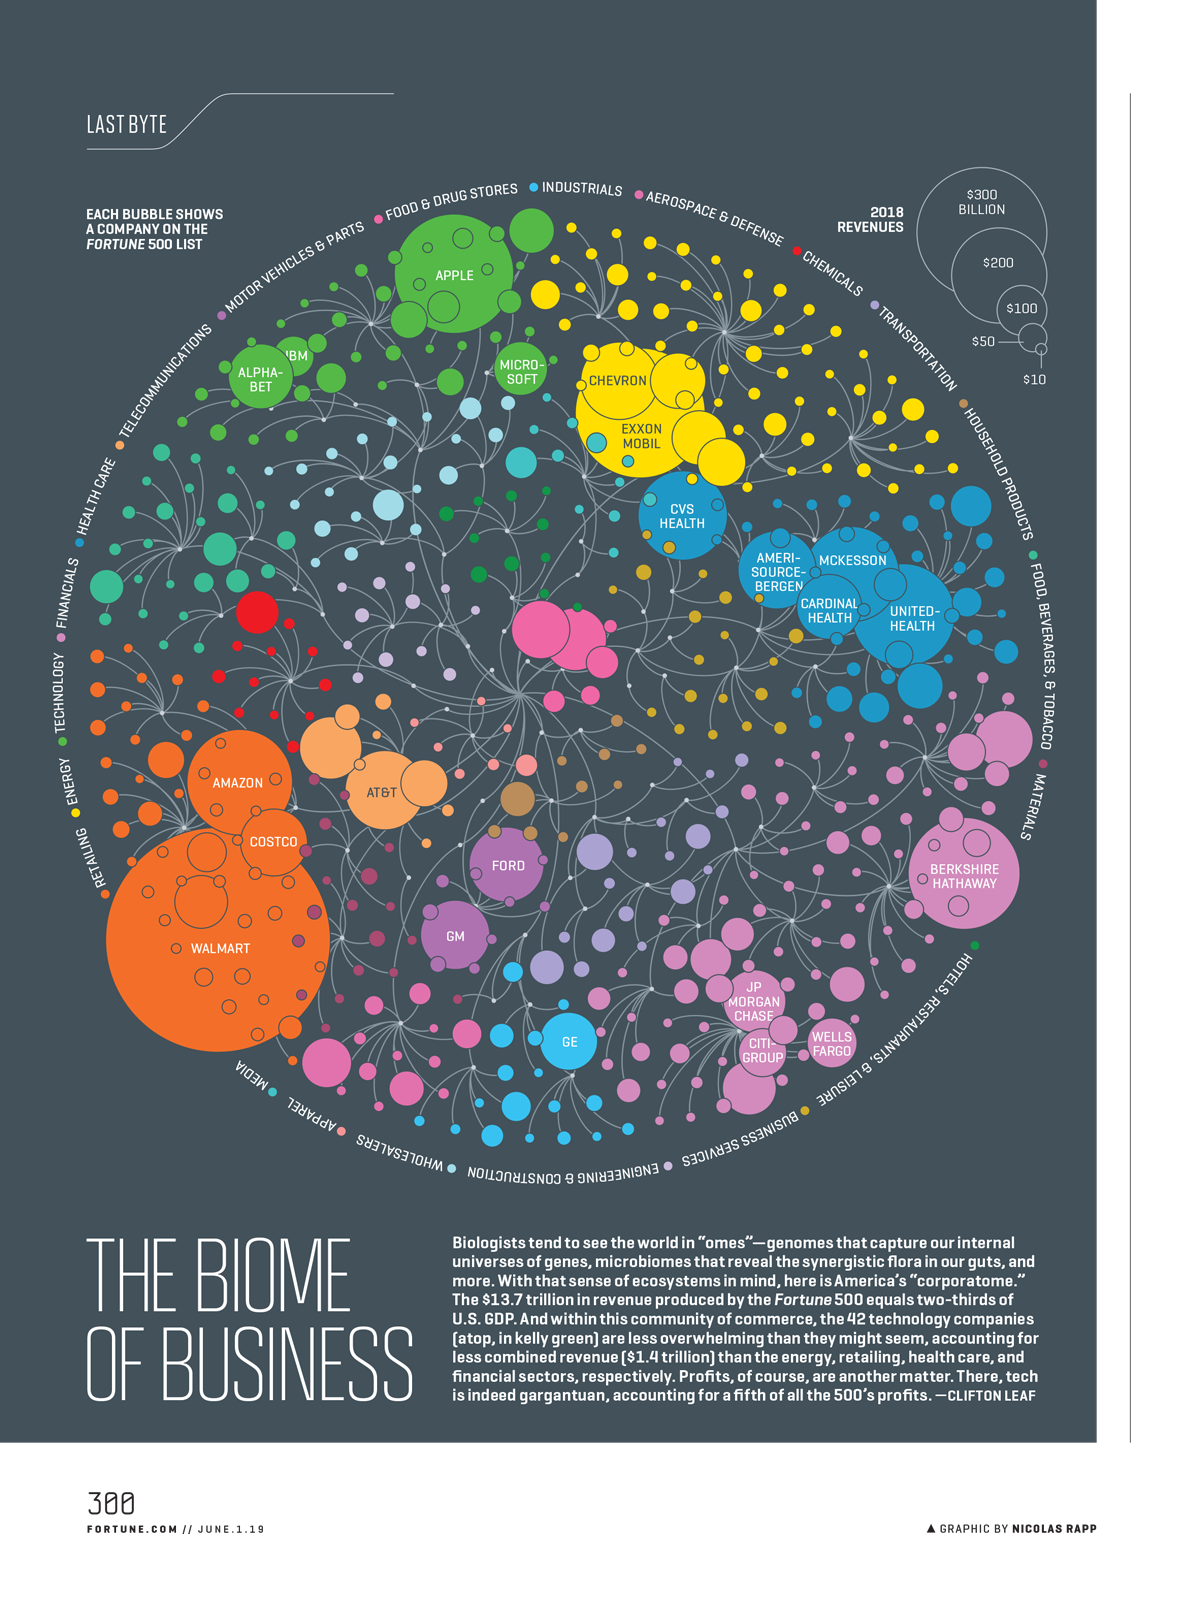 LAST BYTE
EACH BUBBLE SHOWS
A COMPANY ON THE
FORTUNE 500 LIST
2018
REVENUES
$300
BILLION
$200
$100
$50
$10
INDUSTRIALS
AEROSPACE & DEFENSE
CHEMICALS
TRANSPORTATION
HOUSEHOLD PRODUCTS
FOOD, BEVERAGES, & TOBACCO
MATERIALS
HOTELS, RESTAURANTS, & LEISURE
BUSINESS SERVICES
ENGINEERING & CONSTRUCTION
WHOLESALERS
APPAREL
MEDIA
RETAILING
ENERGY
TECHNOLOGY
FINANCIALS
HEALTH CARE
TELECOMMUNICATIONS
MOTOR VEHICLES & PARTS
FOOD & DRUG STORES
APPLE
IBM
ALPHA-
BET
MICRO-
SOFT
CHEVRON
EXXON
MOBIL
CVS
HEALTH
AMERI-
SOURCE-
BERGEN
MCKESSON
CARDINAL
HEALTH
UNITED-
HEALTH
AMAZON
COSTCO
WALMART
AT&T
FORD
GM
GE
BERKSHIRE
HATHAWAY
JP
MORGAN
CHASE
CITI-
GROUP
WELLS
FARGO
THE BIOME
OF BUSINESS
Biologists tend to see the world in “omes”—genomes that capture our internal
universes of genes, microbiomes that reveal the synergistic flora in our guts, and
more. With that sense of ecosystems in mind, here is America’s “corporatome.”
The $13.7 trillion in revenue produced by the Fortune 500 equals two-thirds of
U.S. GDP. And within this community of commerce, the 42 technology companies
(atop, in kelly green) are less overwhelming than they might seem, accounting for
less combined revenue ($1.4 trillion) than the energy, retailing, health care, and
financial sectors, respectively. Profits, of course, are another matter. There, tech
is indeed gargantuan, accounting for a fifth of all the 500’s profits. —CLIFTON LEAF
300
FORTUNE.COM // JUNE.1.19
▲ GRAPHIC BY NICOLAS RAPP